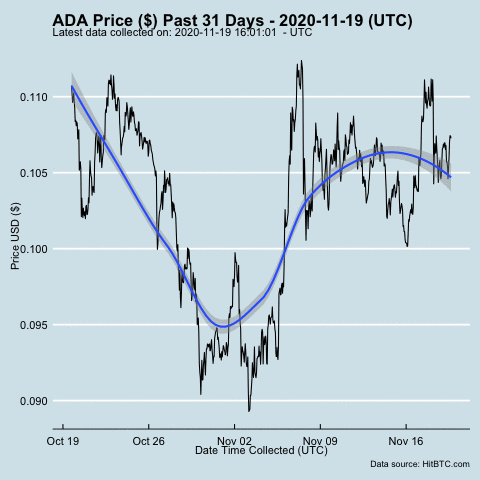 ADA Price ($) Past 31 Days - 2020-11-19 (UTC)
Latest data collected on: 2020-11-19 16:01:01 - UTC
Price USD ($)
0.110
0.105
0.100
0.095
0.090
Oct 19 Oct 26 Nov 02 Nov 09 Nov 16
Date Time Collected (UTC)
Data source: HitBTC.com